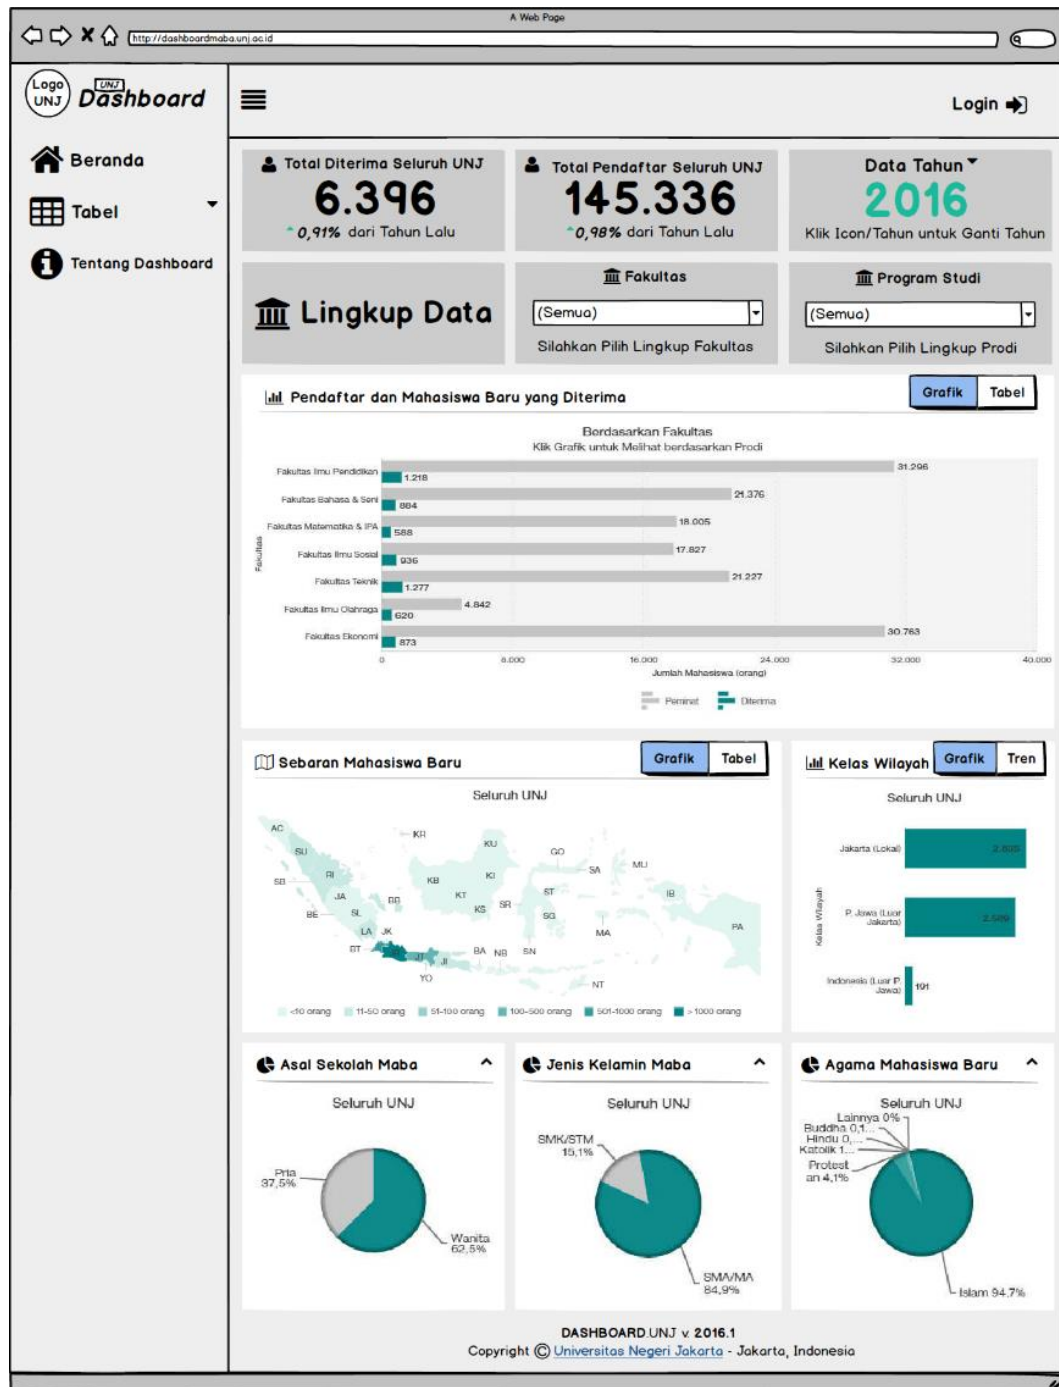 A Web Page
http://dashboardmaba.unj.ac.id
Logo UNJ
UNJ
Dashboard
Login
Beranda
Tabel
Tentang Dashboard
Total Diterima Seluruh UNJ
6.396
0,91% dari Tahun Lalu
Total Pendaftar Seluruh UNJ
145.336
0,98% dari Tahun Lalu
Data Tahun
2016
Klik Icon/Tahun untuk Ganti Tahun
Lingkup Data
Fakultas
(Semua)
Silahkan Pilih Lingkup Fakultas
Program Studi
(Semua)
Silahkan Pilih Lingkup Prodi
Pendaftar dan Mahasiswa Baru yang Diterima
Grafik
Tabel
Berdasarkan Fakultas
Klik Grafik untuk Melihat berdasarkan Prodi
Fakultas
Fakultas Ilmu Pendidikan
31.296
1.218
Fakultas Bahasa & Seni
21.376
884
Fakultas Matematika & IPA
18.005
588
Fakultas Ilmu Sosial
17.827
936
Fakultas Teknik
21.227
1.277
Fakultas Ilmu Olahraga
4.842
620
Fakultas Ekonomi
30.763
873
0 8.000 16.000 24.000 32.000 40.000
Jumlah Mahasiswa (orang)
Peminat
Diterima
Sebaran Mahasiswa Baru
Grafik
Tabel
Seluruh UNJ
AC
SU
KR
KU
GO
SA
MU
SB
RI
KB
KI
IB
JA
BB
KT
ST
BE
SL
KS
SR
SG
PA
LA
JK
MA
BT
JT
JI
BA
NB
SN
YO
NT
<10 orang
11-50 orang
51-100 orang
100-500 orang
501-1000 orang
> 1000 orang
Kelas Wilayah
Grafik
Tren
Seluruh UNJ
Kelas Wilayah
Jakarta (Lokal)
P. Jawa (Luar
Jakarta)
Indonesia (Luar P.
Jawa)
191
Asal Sekolah Maba
Seluruh UNJ
Pria
37,5%
Wanita
62,5%
Jenis Kelamin Maba
Seluruh UNJ
SMK/STM
15,1%
SMA/MA
84,9%
Agama Mahasiswa Baru
Seluruh UNJ
Lainnya 0%
Buddha 0,1...
Hindu 0,...
Katolik 1...
Protest
an 4,1%
Islam 94,7%
DASHBOARD.UNJ v. 2016.1
Copyright © Universitas Negeri Jakarta - Jakarta, Indonesia